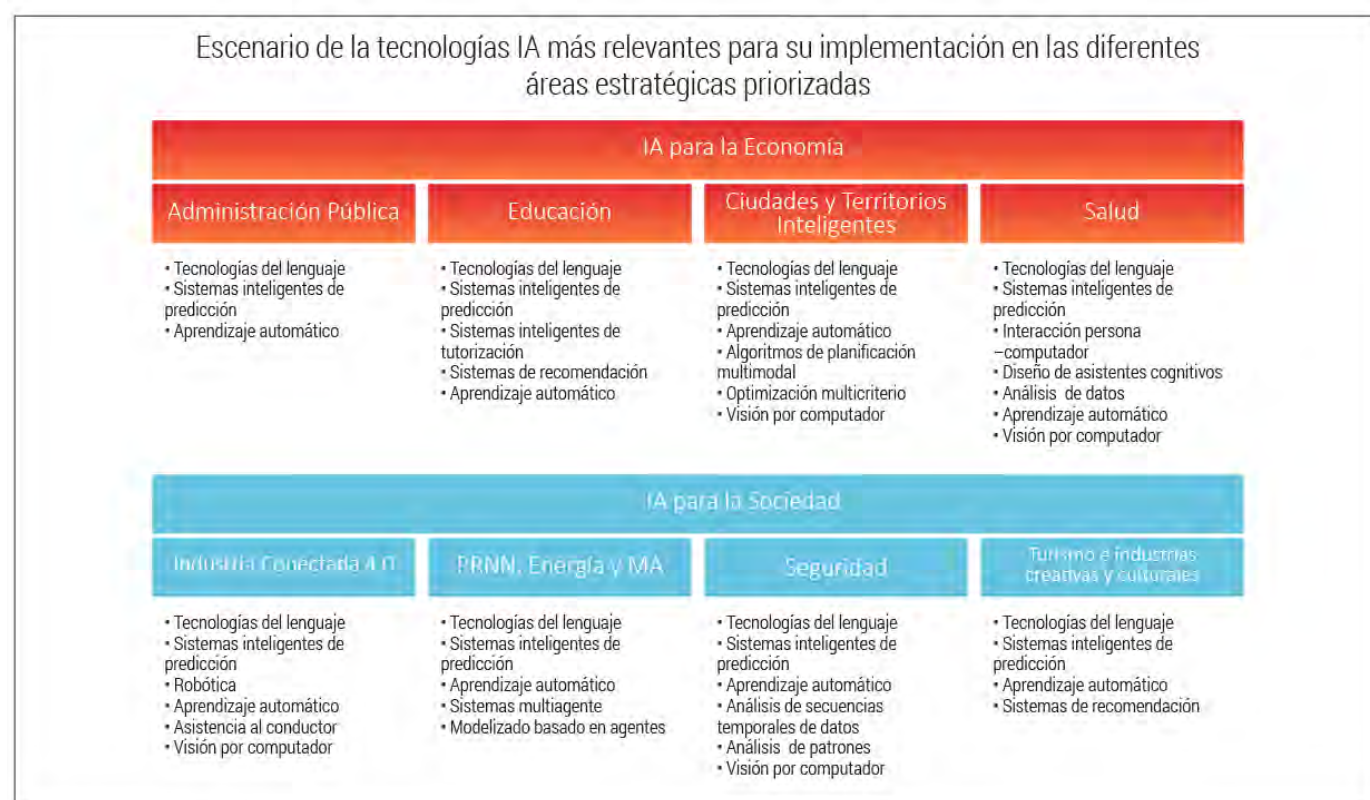 Escenario de la tecnologías IA más relevantes para su implementación en las diferentes
áreas estratégicas priorizadas
IA para la Economía
Administración Pública
• Tecnologías del lenguaje
• Sistemas inteligentes de
predicción
• Aprendizaje automático
Educación
• Tecnologías del lenguaje
• Sistemas inteligentes de
predicción
• Sistemas inteligentes de
tutorización
• Sistemas de recomendación
• Aprendizaje automático
Ciudades y Territorios
Inteligentes
• Tecnologías del lenguaje
• Sistemas inteligentes de
predicción
• Aprendizaje automático
• Algoritmos de planificación
multimodal
• Optimización multicriterio
• Visión por computador
Salud
• Tecnologías del lenguaje
• Sistemas inteligentes de
predicción
• Interacción persona
–computador
• Diseño de asistentes cognitivos
• Análisis de datos
• Aprendizaje automático
• Visión por computador
IA para la Sociedad
Industria Conectada 4.0
• Tecnologías del lenguaje
• Sistemas inteligentes de
predicción
• Robótica
• Aprendizaje automático
• Asistencia al conductor
• Visión por computador
PRNN, Energía y MA
• Tecnologías del lenguaje
• Sistemas inteligentes de
predicción
• Aprendizaje automático
• Sistemas multiagente
• Modelizado basado en agentes
Seguridad
• Tecnologías del lenguaje
• Sistemas inteligentes de
predicción
• Aprendizaje automático
• Análisis de secuencias
temporales de datos
• Análisis de patrones
• Visión por computador
Turismo e industrias
creativas y culturales
• Tecnologías del lenguaje
• Sistemas inteligentes de
predicción
• Aprendizaje automático
• Sistemas de recomendación